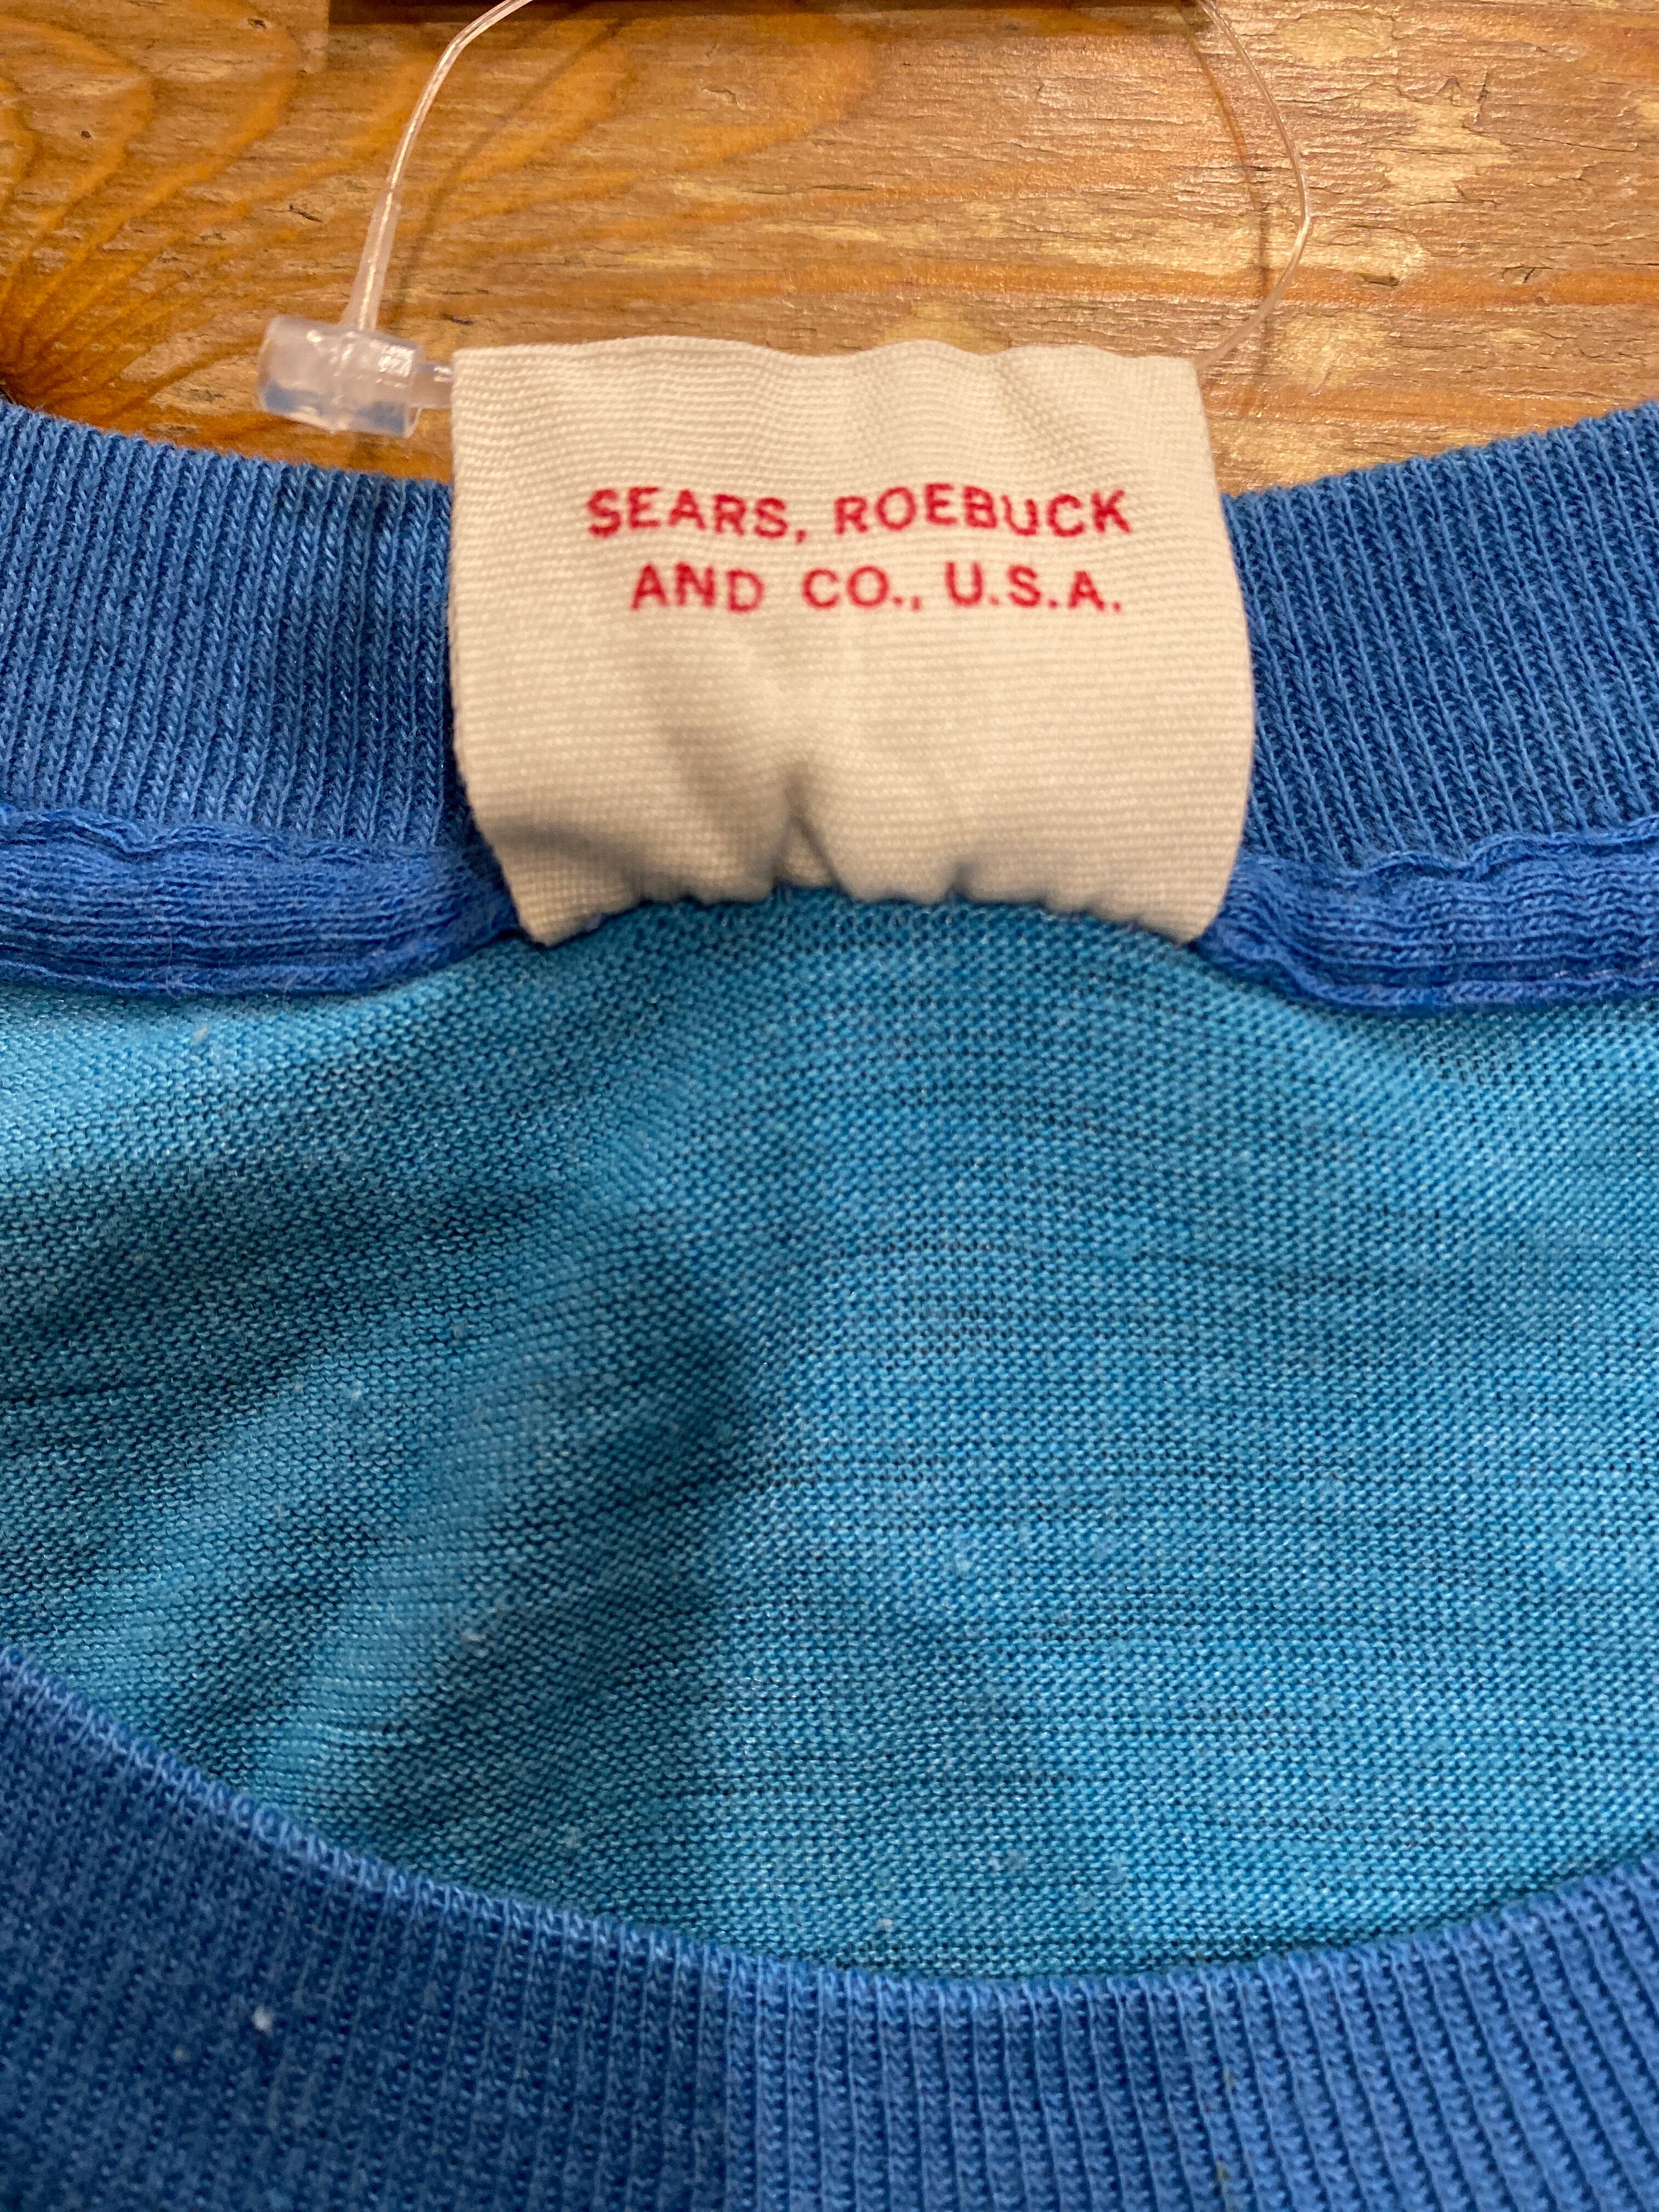 SEARS, ROEBUCK
AND CO., U.S.A.